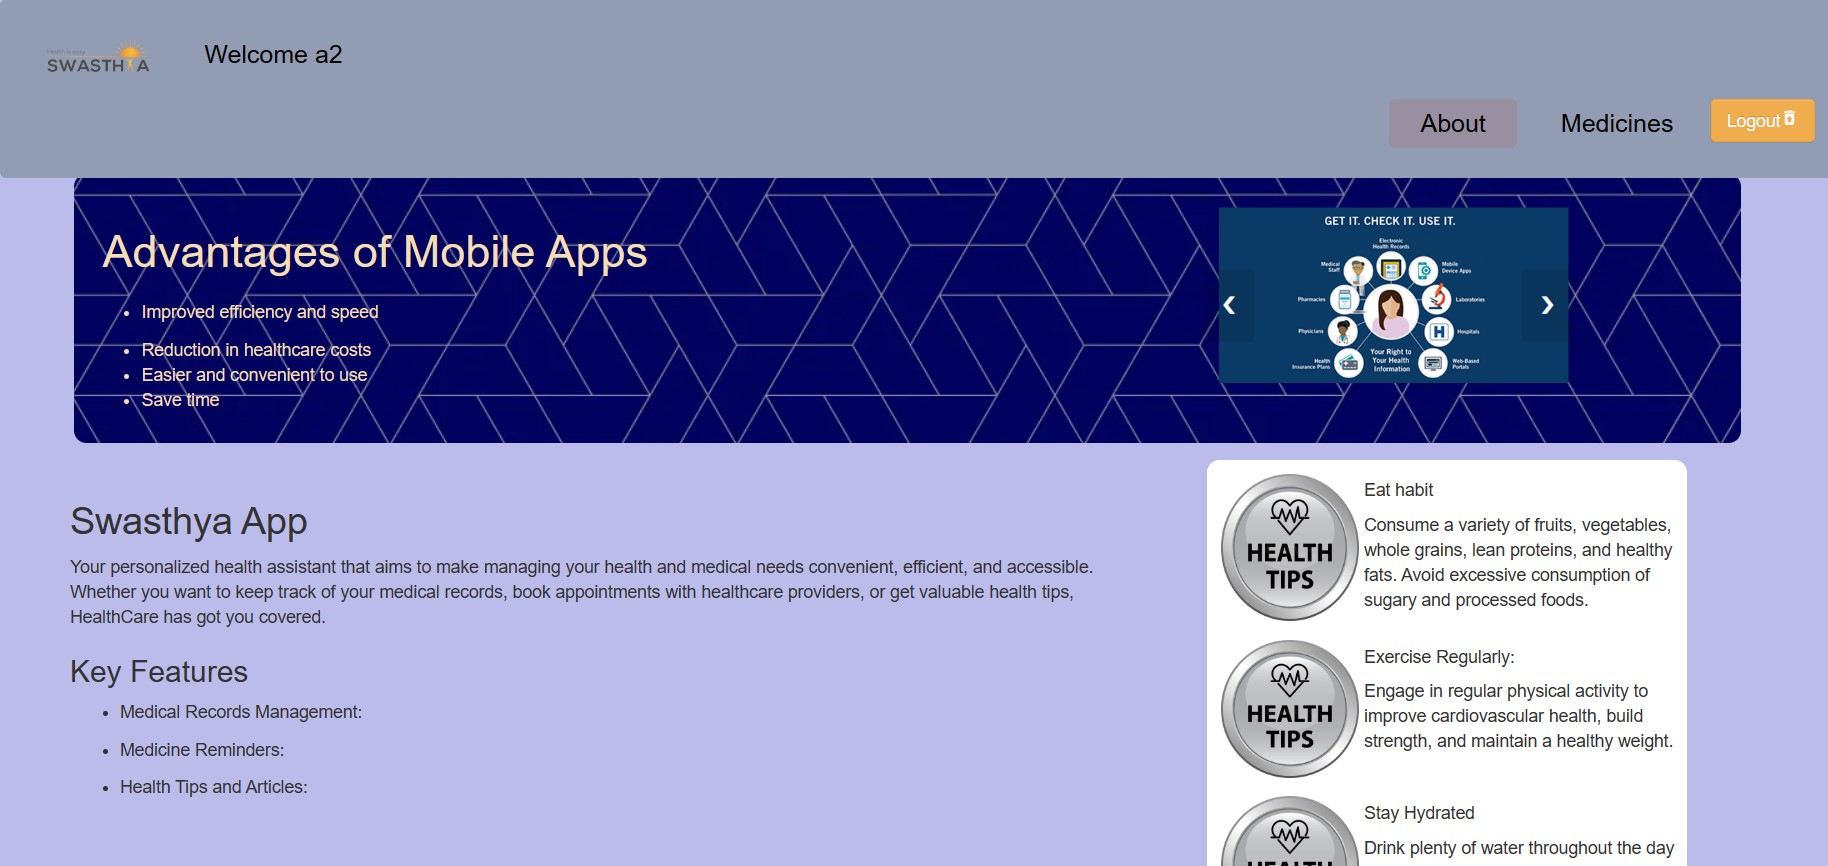 Health is easy
SWASTHYA
Welcome a2
About
Medicines
Logout
Advantages of Mobile Apps
Improved efficiency and speed
Reduction in healthcare costs
Easier and convenient to use
Save time
GET IT. CHECK IT. USE IT.
Electronic
Health Records
Medical
Staff
Mobile
Device Apps
Pharmacies
Laboratories
Physicians
Hospitals
Health
Insurance Plans
Your Right to
Your Health
Information
Web-Based
Portals
Swasthya App
Your personalized health assistant that aims to make managing your health and medical needs convenient, efficient, and accessible.
Whether you want to keep track of your medical records, book appointments with healthcare providers, or get valuable health tips,
HealthCare has got you covered.
Key Features
Medical Records Management:
Medicine Reminders:
Health Tips and Articles:
HEALTH
TIPS
Eat habit
Consume a variety of fruits, vegetables,
whole grains, lean proteins, and healthy
fats. Avoid excessive consumption of
sugary and processed foods.
HEALTH
TIPS
Exercise Regularly:
Engage in regular physical activity to
improve cardiovascular health, build
strength, and maintain a healthy weight.
HEALTH
Stay Hydrated
Drink plenty of water throughout the day